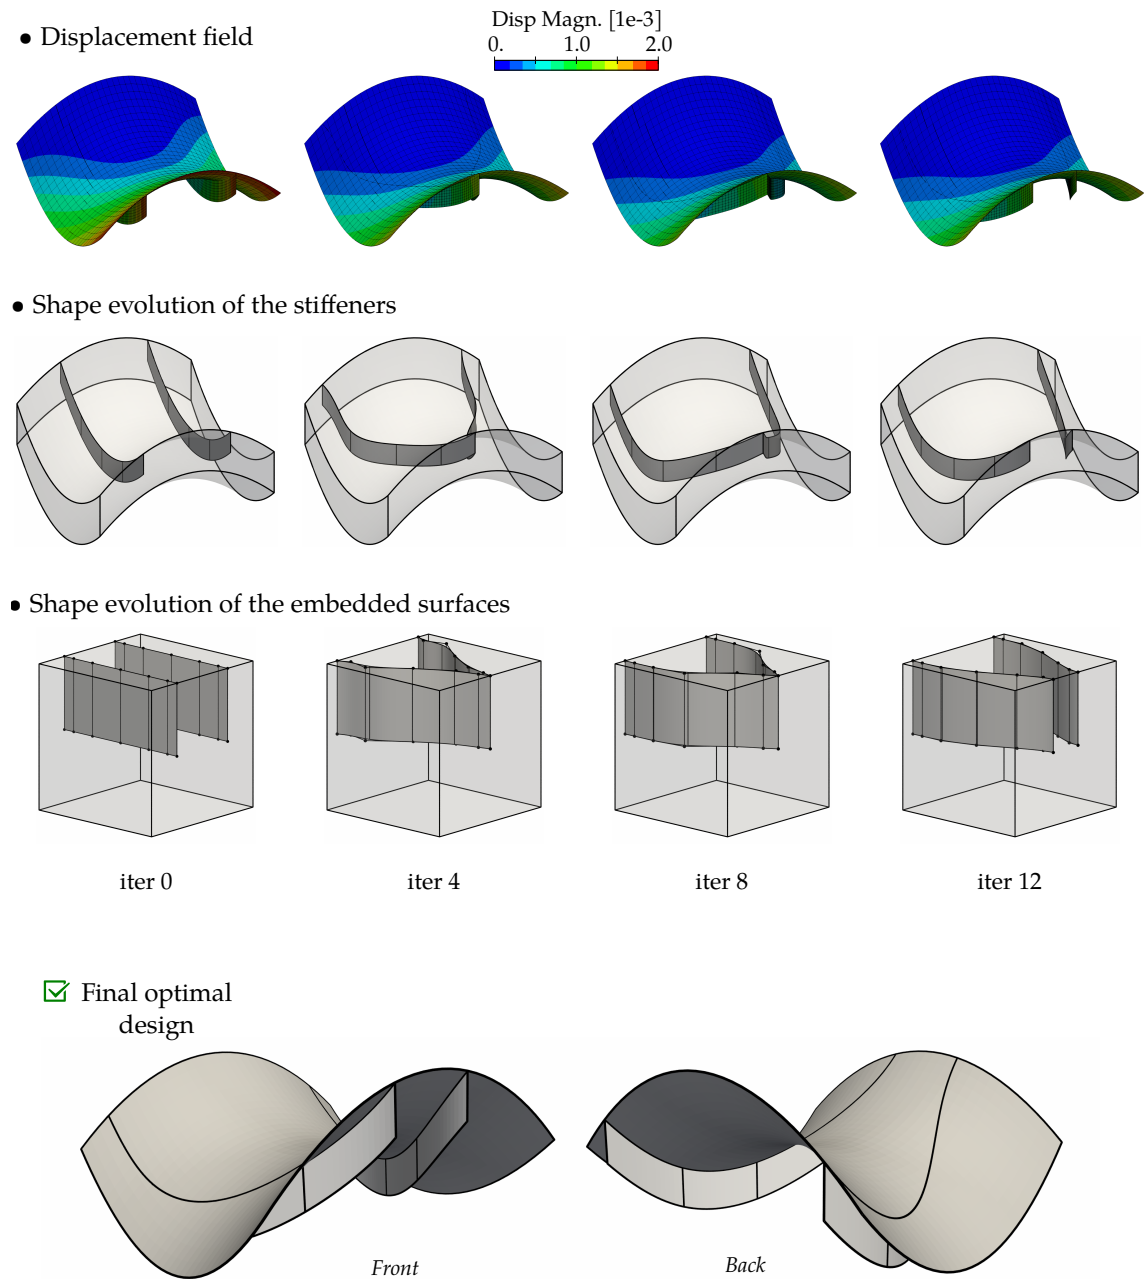 Disp Magn. [1e-3]
0. 1.0 2.0
• Displacement field
• Shape evolution of the stiffeners
• Shape evolution of the embedded surfaces
iter 0 iter 4 iter 8 iter 12
Final optimal
design
Front Back